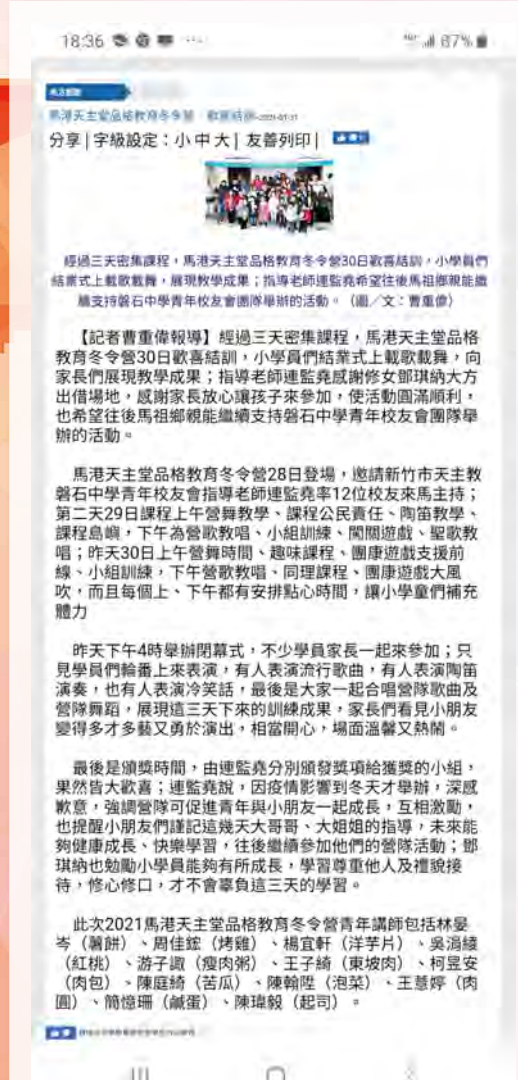 18:36
87%
馬港天主堂品格教育冬令營 歡喜結訓
分享|字級設定:小 中 大| 友善列印|
經過三天密集課程,馬港天主堂品格教育冬令營30日歡喜結訓,小學員們
結業式上載歌載舞,展現教學成果;指導老師連監堯希望往後馬祖鄉親能繼
續支持磐石中學青年校友會團隊舉辦的活動。(圖/文:曹重偉)
【記者曹重偉報導】經過三天密集課程,馬港天主堂品格
教育冬令營30日歡喜結訓,小學員們結業式上載歌載舞,向
家長們展現教學成果;指導老師連監堯感謝修女鄧琪納大方
出借場地,感謝家長放心讓孩子來參加,使活動圓滿順利,
也希望往後馬祖鄉親能繼續支持磐石中學青年校友會團隊舉
辦的活動。
馬港天主堂品格教育冬令營28日登場,邀請新竹市天主教
磐石中學青年校友會指導老師連監堯率12位校友來馬主持;
第二天29日課程上午營舞教學、課程公民責任、陶笛教學、
課程島嶼,下午為營歌教唱、小組訓練、闖關遊戲、聖歌教
唱;昨天30日上午營舞時間、趣味課程、團康遊戲支援前
線、小組訓練,下午營歌教唱、同理課程、團康遊戲大風
吹,而且每個上、下午都有安排點心時間,讓小學童們補充
體力
昨天下午4時舉辦閉幕式,不少學員家長一起來參加;只
見學員們輪番上來表演,有人表演流行歌曲,有人表演陶笛
演奏,也有人表演冷笑話,最後是大家一起合唱營隊歌曲及
營隊舞蹈,展現這三天下來的訓練成果,家長們看見小朋友
變得多才多藝又勇於演出,相當開心,場面溫馨又熱鬧。
最後是頒獎時間,由連監堯分別頒發獎項給獲獎的小組,
果然皆大歡喜;連監堯說,因疫情影響到冬天才舉辦,深感
歉意,強調營隊可促進青年與小朋友一起成長,互相激勵,
也提醒小朋友們謹記這幾天大哥哥、大姐姐的指導,未來能
夠健康成長、快樂學習,往後繼續參加他們的營隊活動;鄧
琪納也勉勵小學員能夠有所成長,學習尊重他人及禮貌接
待,修心修口,才不會辜負這三天的學習。
此次2021馬港天主堂品格教育冬令營青年講師包括林晏
岑(薯餅)、周佳鋐(烤雞)、楊宜軒(洋芋片)、吳涓綾
(紅桃)、游子諏(瘦肉粥)、王子綺(東坡肉)、柯昱安
(肉包)、陳庭綺(苦瓜)、陳翰陞(泡菜)、王薏婷(肉
圓)、簡憶珊(鹹蛋)、陳瑋毅(起司)。